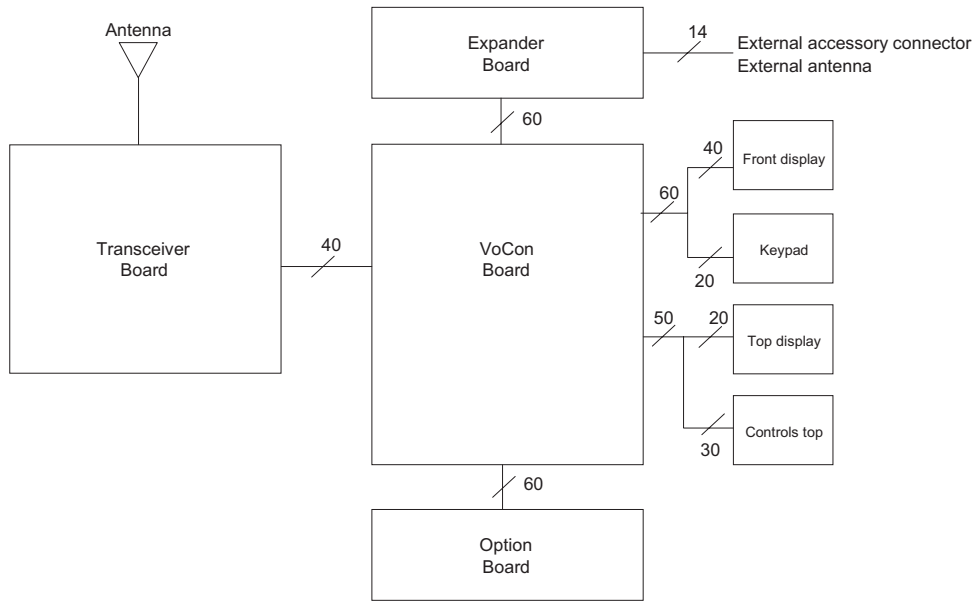 Antenna
Expander
Board
14
External accessory connector
External antenna
60
Transceiver
Board
40
VoCon
Board
60
40
Front display
20
Keypad
50
20
Top display
30
Controls top
60
Option
Board